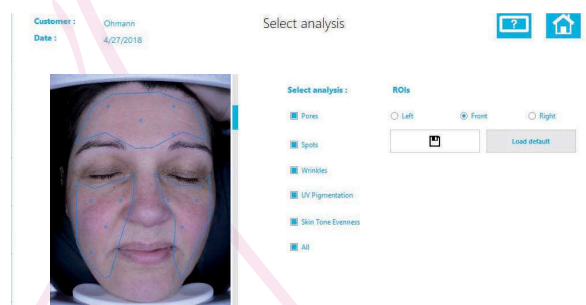 Customer : Ohmann
Select analysis
?
Date : 4/27/2018
Select analysis :
ROIs
Pores
Left
Front
Right
Spots
Load default
Wrinkles
UV Pigmentation
Skin Tone Evenness
All